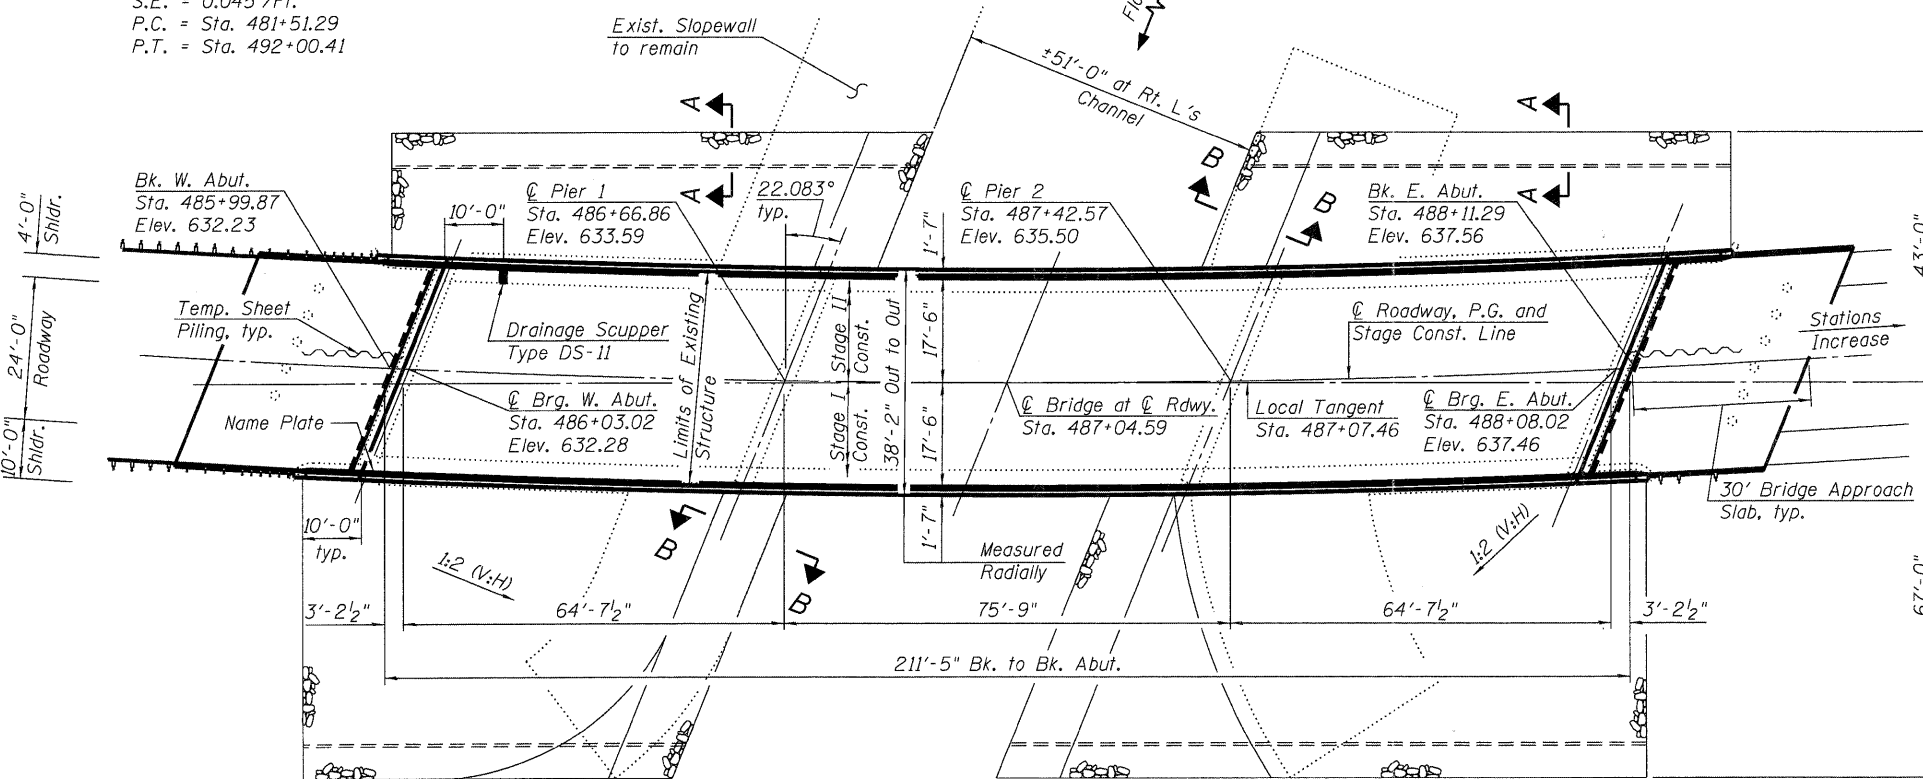 S.E. = 0.045'/Ft.
P.C. = Sta. 481+51.29
P.T. = Sta. 492+00.41
Exist. Slopewall
to remain
±51'-0" at Rt. L's
Channel
A
A
B
B
A
A
22.083°
typ.
Bk. W. Abut.
Sta. 485+99.87
Elev. 632.23
10'-0"
℄ Pier 1
Sta. 486+66.86
Elev. 633.59
1'-7"
℄ Pier 2
Sta. 487+42.57
Elev. 635.50
Bk. E. Abut.
Sta. 488+11.29
Elev. 637.56
43'-0"
4'-0"
Shldr.
24'-0"
Roadway
10'-0"
Shldr.
Temp. Sheet
Piling, typ.
Drainage Scupper
Type DS-11
Limits of Existing
Structure
Stage II
Const.
Stage I
Const.
38'-2" Out to Out
17'-6"
17'-6"
℄ Roadway, P.G. and
Stage Const. Line
Stations
Increase
Name Plate
℄ Brg. W. Abut.
Sta. 486+03.02
Elev. 632.28
℄ Bridge at ℄ Rdwy.
Sta. 487+04.59
Local Tangent
Sta. 487+07.46
℄ Brg. E. Abut.
Sta. 488+08.02
Elev. 637.46
30' Bridge Approach
Slab, typ.
10'-0"
typ.
1:2 (V:H)
B
B
1'-7"
Measured
Radially
1:2 (V:H)
67'-0"
3'-2½"
64'-7½"
75'-9"
64'-7½"
3'-2½"
211'-5" Bk. to Bk. Abut.